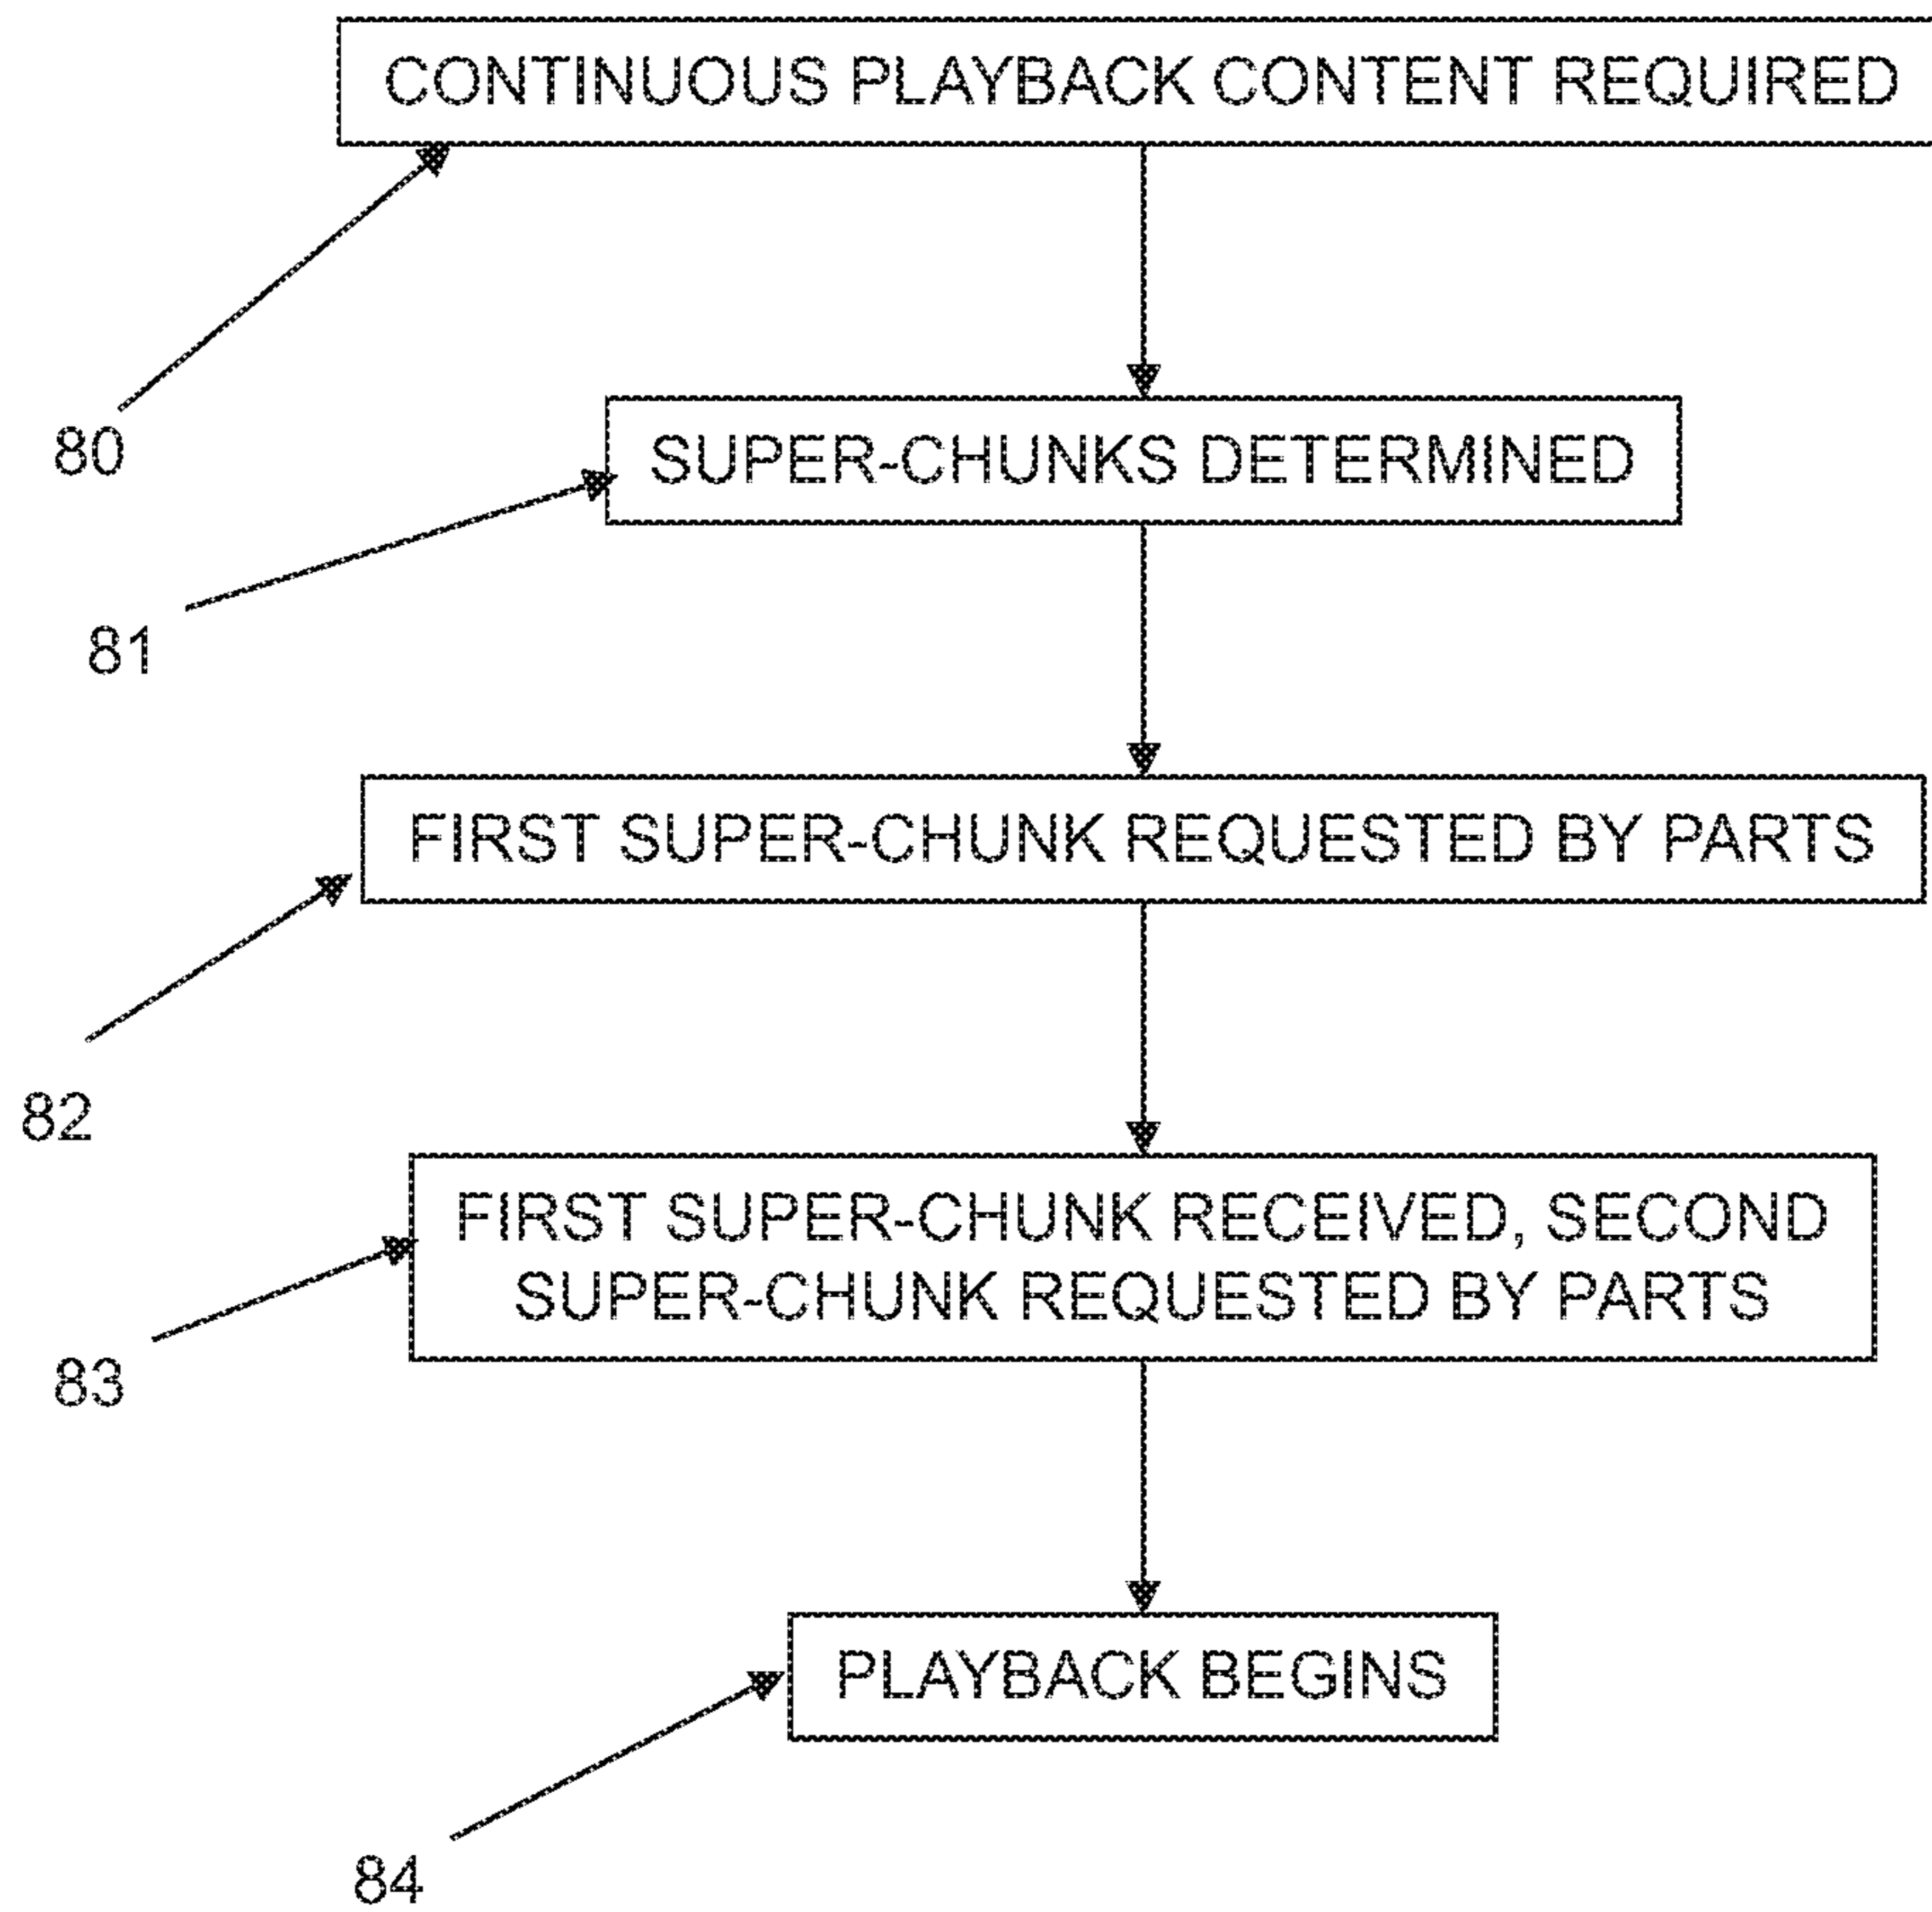 CONTINUOUS PLAYBACK CONTENT REQUIRED
80
SUPER-CHUNKS DETERMINED
81
FIRST SUPER-CHUNK REQUESTED BY PARTS
82
FIRST SUPER-CHUNK RECEIVED, SECOND
SUPER-CHUNK REQUESTED BY PARTS
83
PLAYBACK BEGINS
84